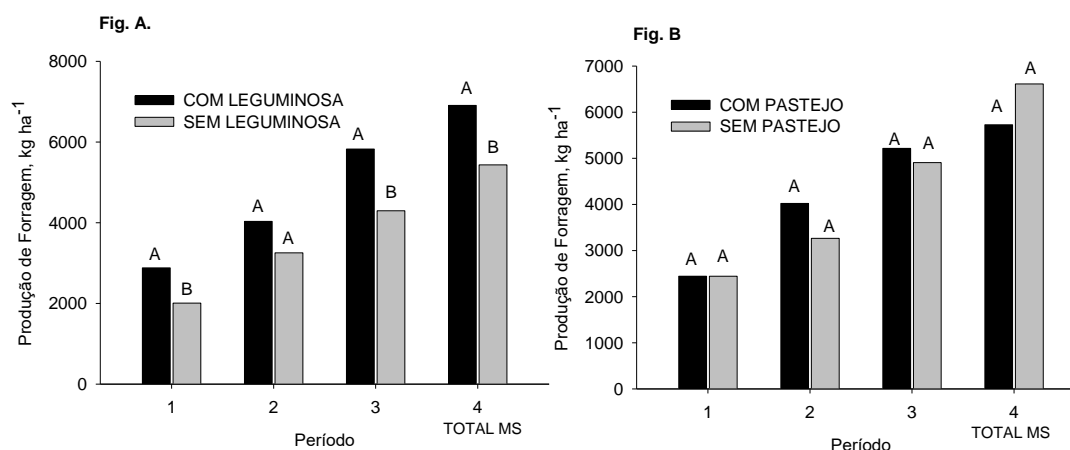 Fig. A.
8000
6000
4000
2000
0
Produção de Forragem, kg ha-1
COM LEGUMINOSA
SEM LEGUMINOSA
A
B
A
A
A
B
A
B
1
2
3
4
TOTAL MS
Período
Fig. B
7000
6000
5000
4000
3000
2000
1000
0
Produção de Forragem, kg ha-1
COM PASTEJO
SEM PASTEJO
A
A
A
A
A
A
A
A
1
2
3
4
TOTAL MS
Período